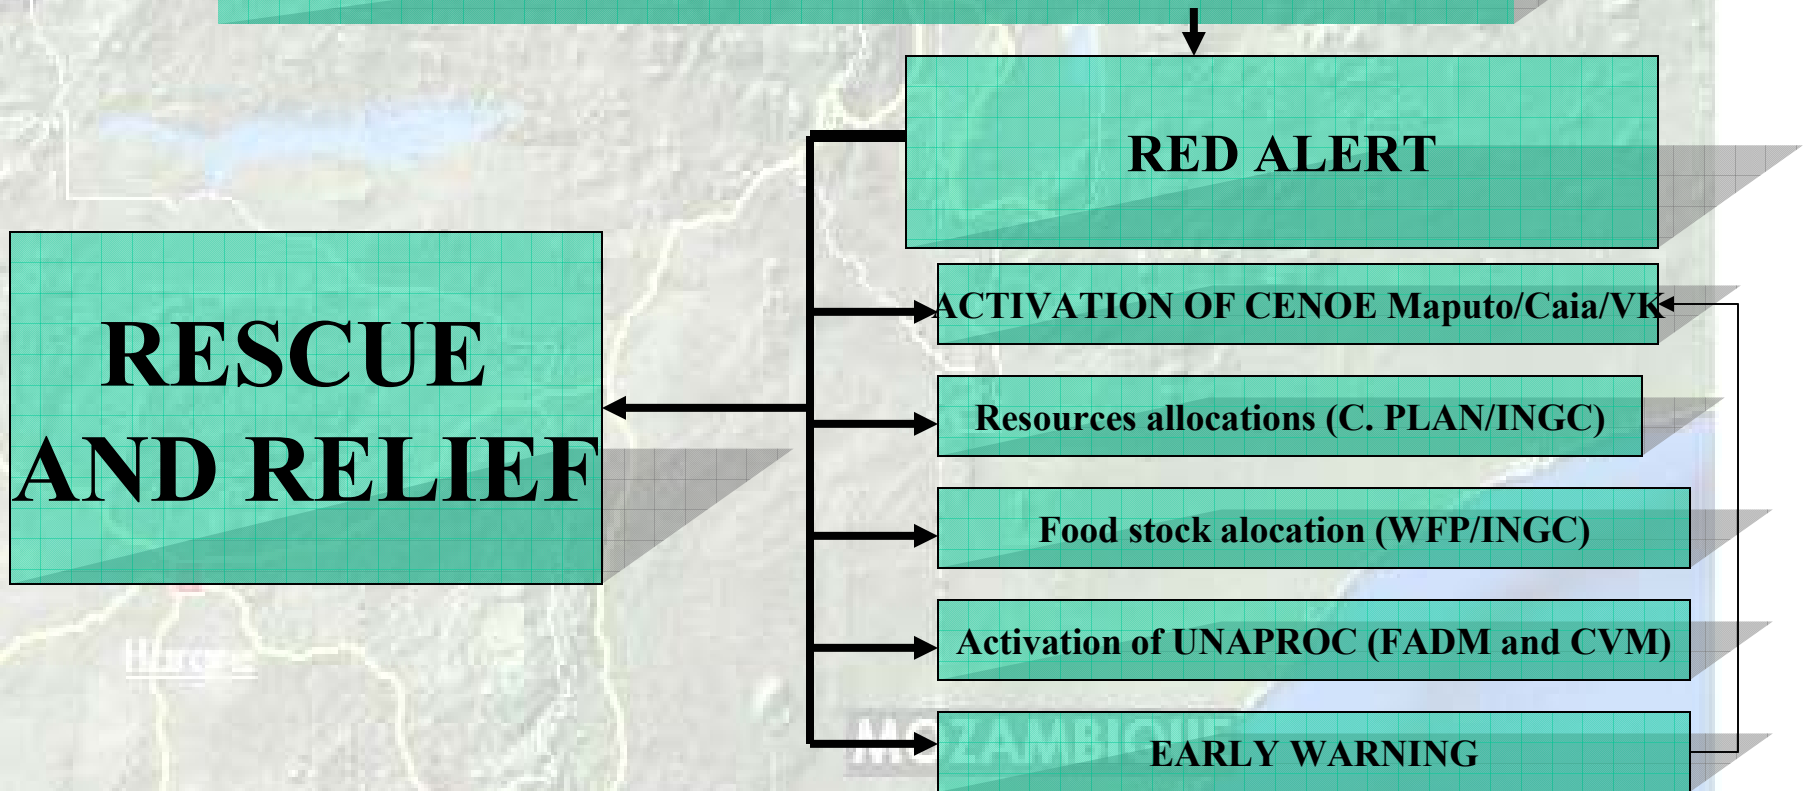 RED ALERT
ACTIVATION OF CENOE Maputo/Caia/VK
RESCUE
AND RELIEF
Resources allocations (C. PLAN/INGC)
Food stock alocation (WFP/INGC)
Activation of UNAPROC (FADM and CVM)
MOZAMBIQUE
EARLY WARNING